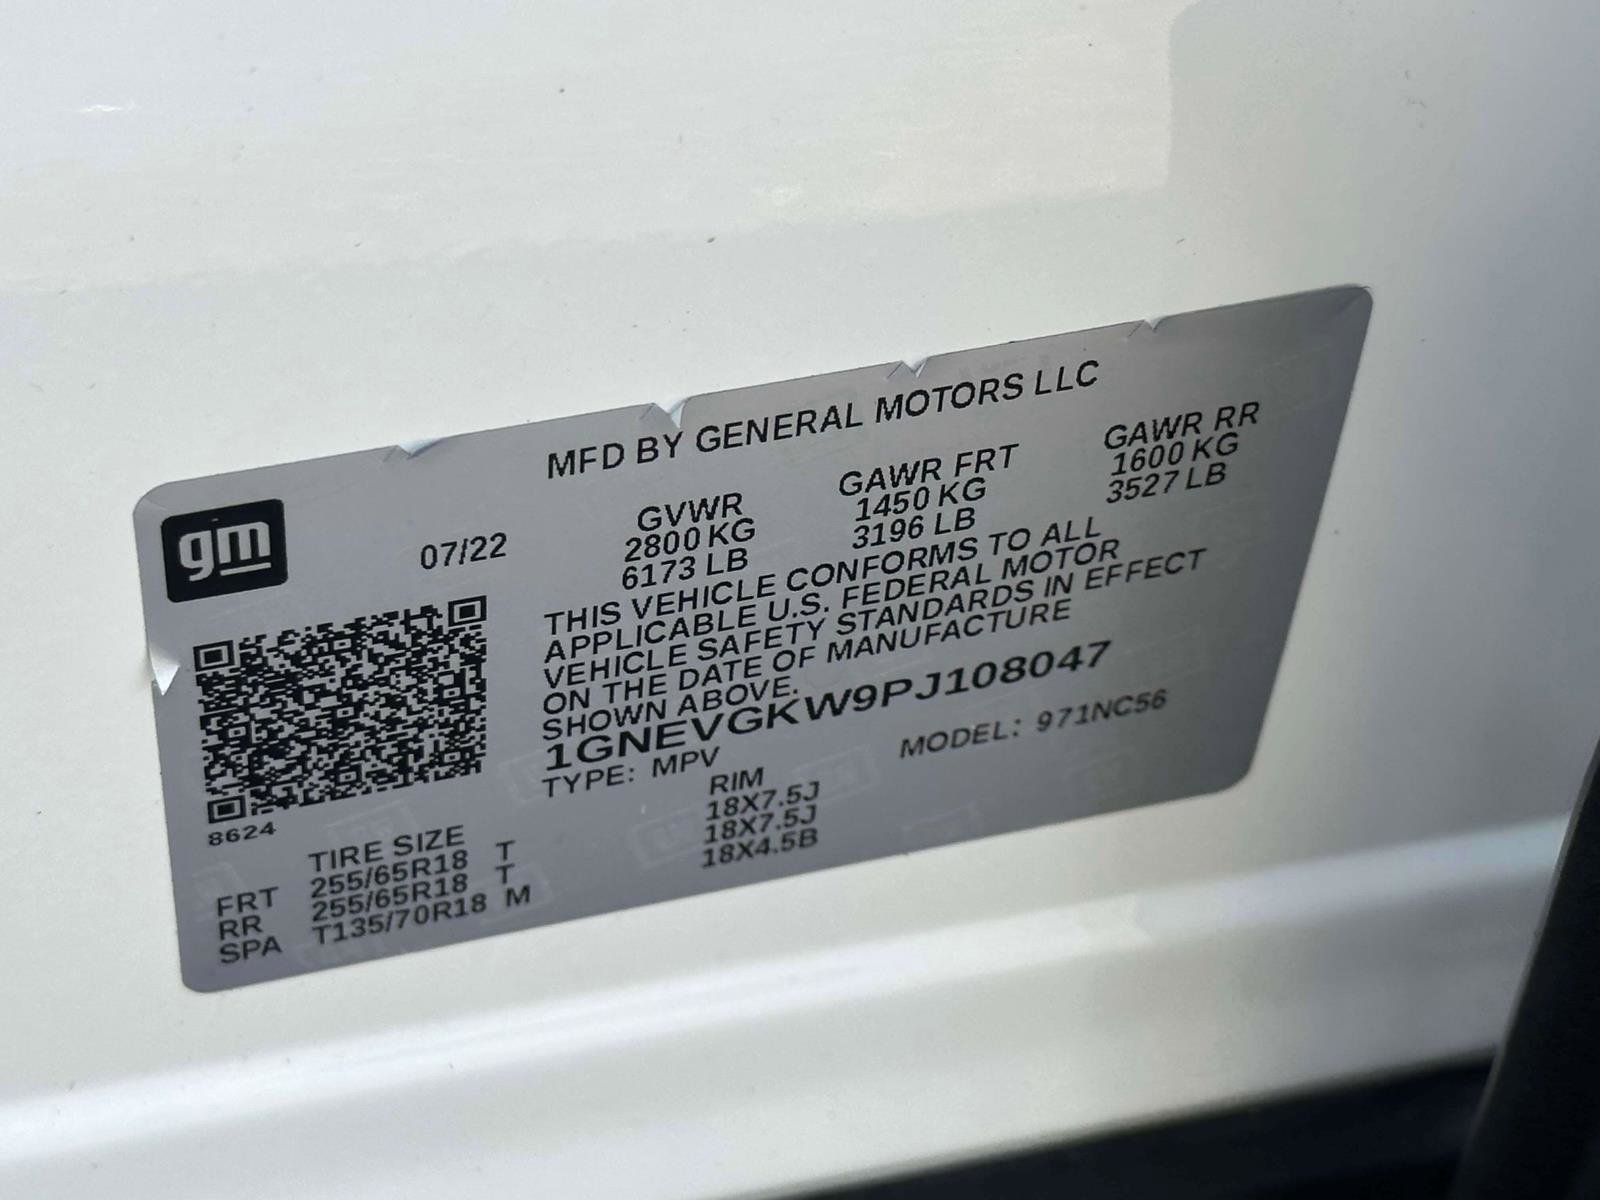 MFD BY GENERAL MOTORS LLC
gm
07/22
GVWR GAWR FRT GAWR RR
2800 KG 1450 KG 1600 KG
6173 LB 3196 LB 3527 LB
THIS VEHICLE CONFORMS TO ALL
APPLICABLE U.S. FEDERAL MOTOR
VEHICLE SAFETY STANDARDS IN EFFECT
ON THE DATE OF MANUFACTURE
SHOWN ABOVE.
1GNEVGKW9PJ108047
TYPE: MPV MODEL: 971NC56
8624
TIRE SIZE RIM
FRT 255/65R18 T 18X7.5J
RR 255/65R18 T 18X7.5J
SPA T135/70R18 M 18X4.5B